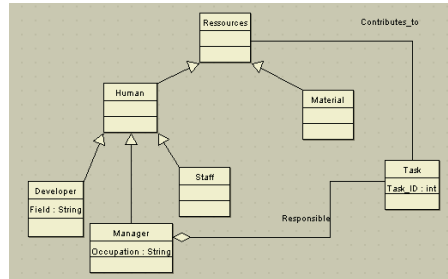 Ressources
Contributes_to
Human
Material
Staff
Task
Task_ID : int
Developer
Field : String
Responsible
Manager
Occupation : String